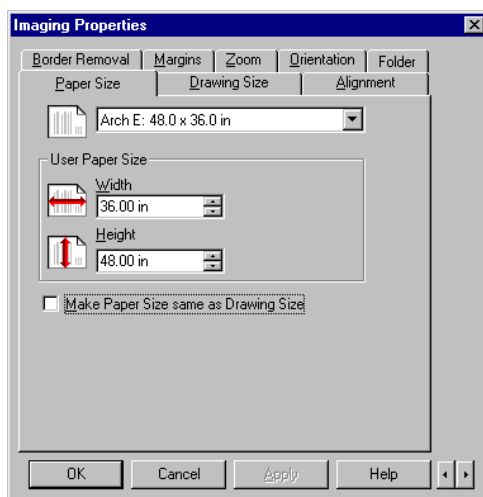 Imaging Properties
Border Removal Margins Zoom Orientation Folder
Paper Size Drawing Size Alignment
Arch E: 48.0 x 36.0 in
User Paper Size
Width
36.00 in
Height
48.00 in
Make Paper Size same as Drawing Size
OK Cancel Apply Help